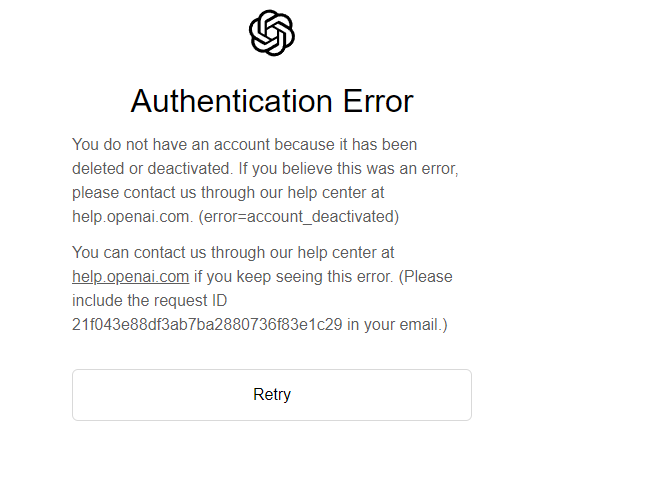 Authentication Error
You do not have an account because it has been
deleted or deactivated. If you believe this was an error,
please contact us through our help center at
help.openai.com. (error=account_deactivated)
You can contact us through our help center at
help.openai.com if you keep seeing this error. (Please
include the request ID
21f043e88df3ab7ba2880736f83e1c29 in your email.)
Retry